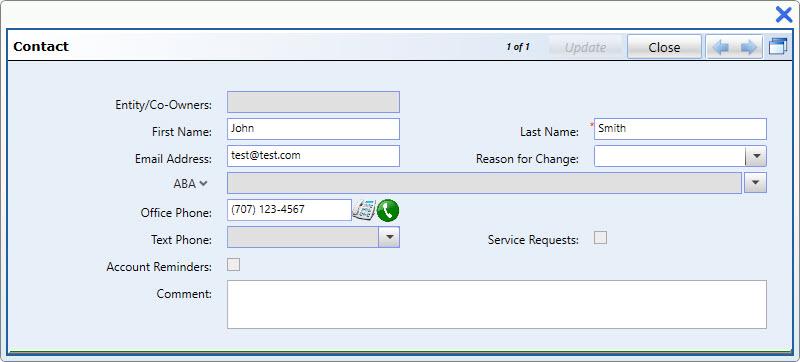 Contact 1 of 1 Update Close
Entity/Co-Owners:
First Name: John Last Name: * Smith
Email Address: test@test.com Reason for Change:
ABA
Office Phone: (707) 123-4567
Text Phone: Service Requests:
Account Reminders:
Comment: